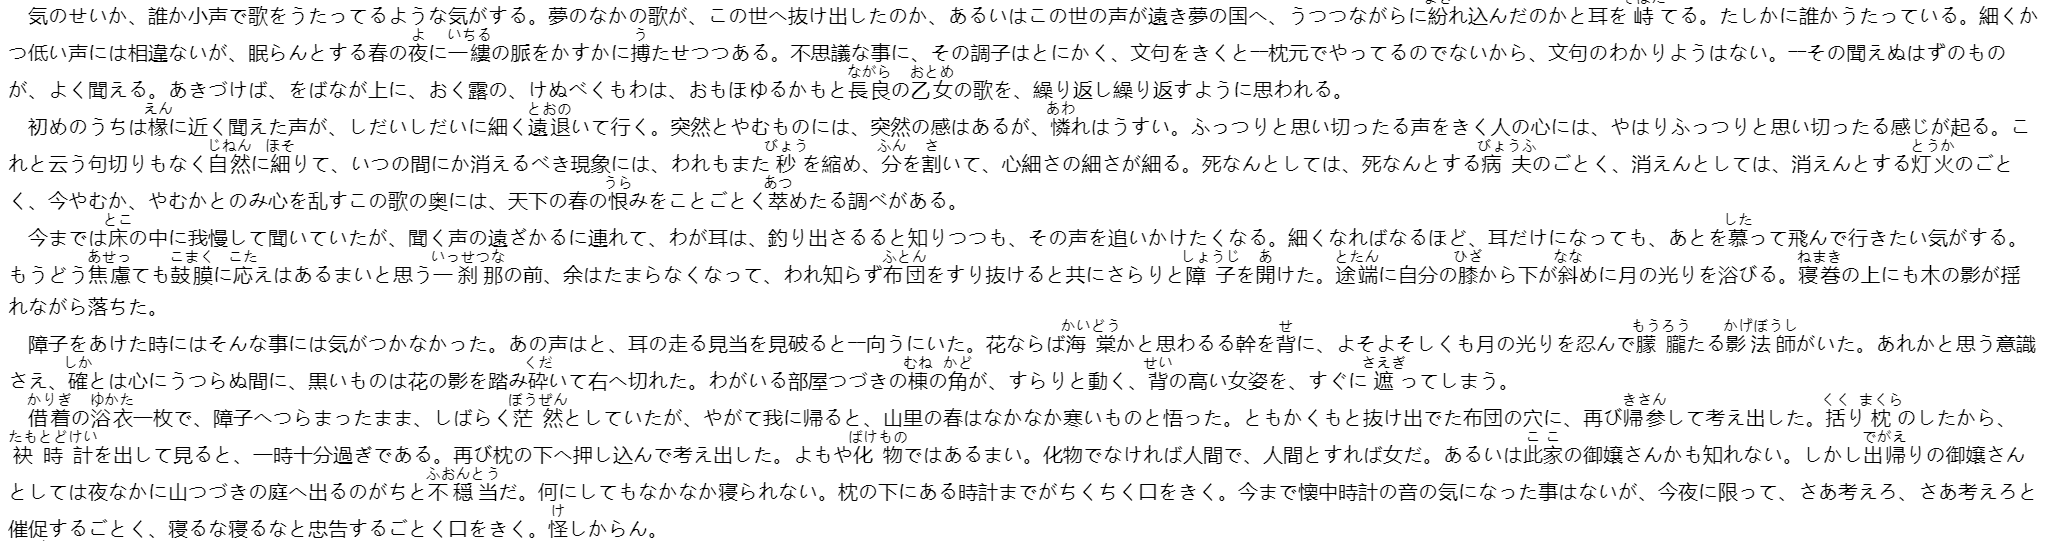 気のせいか、誰か小声で歌をうたってるような気がする。夢のなかの歌が、この世へ抜け出したのか、あるいはこの世の声が遠き夢の国へ、うつつながらに紛れ込んだのかと耳を峙てる。たしかに誰かうたっている。細くか
つ低い声には相違ないが、眠らんとする春の夜に一縷の脈をかすかに搏たせつつある。不思議な事に、その調子はとにかく、文句をきくと――枕元でやってるのでないから、文句のわかりようはない。――その聞えぬはずのもの
が、よく聞える。あきづけば、をばなが上に、おく露の、けぬべくもわは、おもほゆるかもと長良の乙女の歌を、繰り返し繰り返すように思われる。
初めのうちは椽に近く聞えた声が、しだいしだいに細く遠退いて行く。突然とやむものには、突然の感はあるが、憐れはうすい。ふっつりと思い切ったる声をきく人の心には、やはりふっつりと思い切ったる感じが起る。こ
れと云う句切りもなく自然に細りて、いつの間にか消えるべき現象には、われもまた秒を縮め、分を割いて、心細さの細さが細る。死なんとしては、死なんとする病夫のごとく、消えんとしては、消えんとする灯火のごと
く、今やむか、やむかとのみ心を乱すこの歌の奥には、天下の春の恨みをことごとく萃めたる調べがある。
今までは床の中に我慢して聞いていたが、聞く声の遠ざかるに連れて、わが耳は、釣り出さるると知りつつも、その声を追いかけたくなる。細くなればなるほど、耳だけになっても、あとを慕って飛んで行きたい気がする。
もうどう焦慮ても鼓膜に応えはあるまいと思う一刹那の前、余はたまらなくなって、われ知らず布団をすり抜けると共にさらりと障子を開けた。途端に自分の膝から下が斜めに月の光りを浴びる。寝巻の上にも木の影が揺
れながら落ちた。
障子をあけた時にはそんな事には気がつかなかった。あの声はと、耳の走る見当を見破ると――向うにいた。花ならば海棠かと思わるる幹を背に、よそよそしくも月の光りを忍んで朦朧たる影法師がいた。あれかと思う意識
さえ、確とは心にうつらぬ間に、黒いものは花の影を踏み砕いて右へ切れた。わがいる部屋つづきの棟の角が、すらりと動く、背の高い女姿を、すぐに遮ってしまう。
借着の浴衣一枚で、障子へつらまったまま、しばらく茫然としていたが、やがて我に帰ると、山里の春はなかなか寒いものと悟った。ともかくもと抜け出でた布団の穴に、再び帰参して考え出した。括り枕のしたから、
袂時計を出して見ると、一時十分過ぎである。再び枕の下へ押し込んで考え出した。よもや化物ではあるまい。化物でなければ人間で、人間とすれば女だ。あるいは此家の御嬢さんかも知れない。しかし出帰りの御嬢さん
としては夜なかに山つづきの庭へ出るのがちと不穏当だ。何にしてもなかなか寝られない。枕の下にある時計までがちくちく口をきく。今まで懐中時計の音の気になった事はないが、今夜に限って、さあ考えろ、さあ考えろと
催促するごとく、寝るな寝るなと忠告するごとく口をきく。怪しからん。